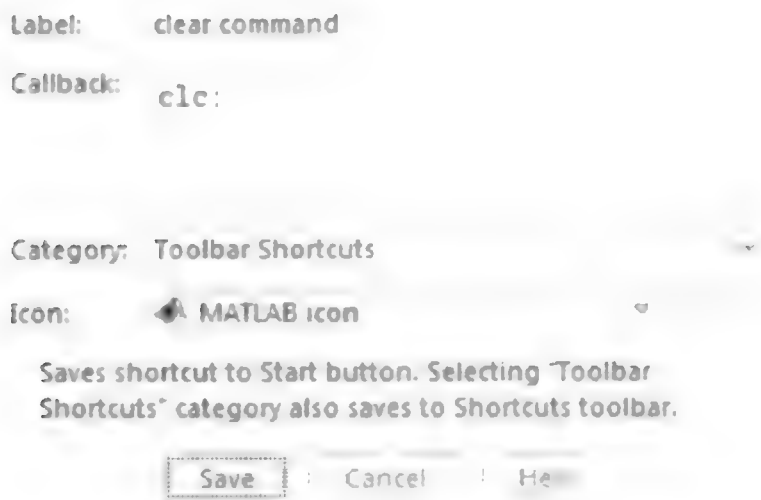 Label: clear command
Callback: clc:
Category: Toolbar Shortcuts
Icon: MATLAB icon
Saves shortcut to Start button. Selecting "Toolbar
Shortcuts" category also saves to Shortcuts toolbar.
Save Cancel